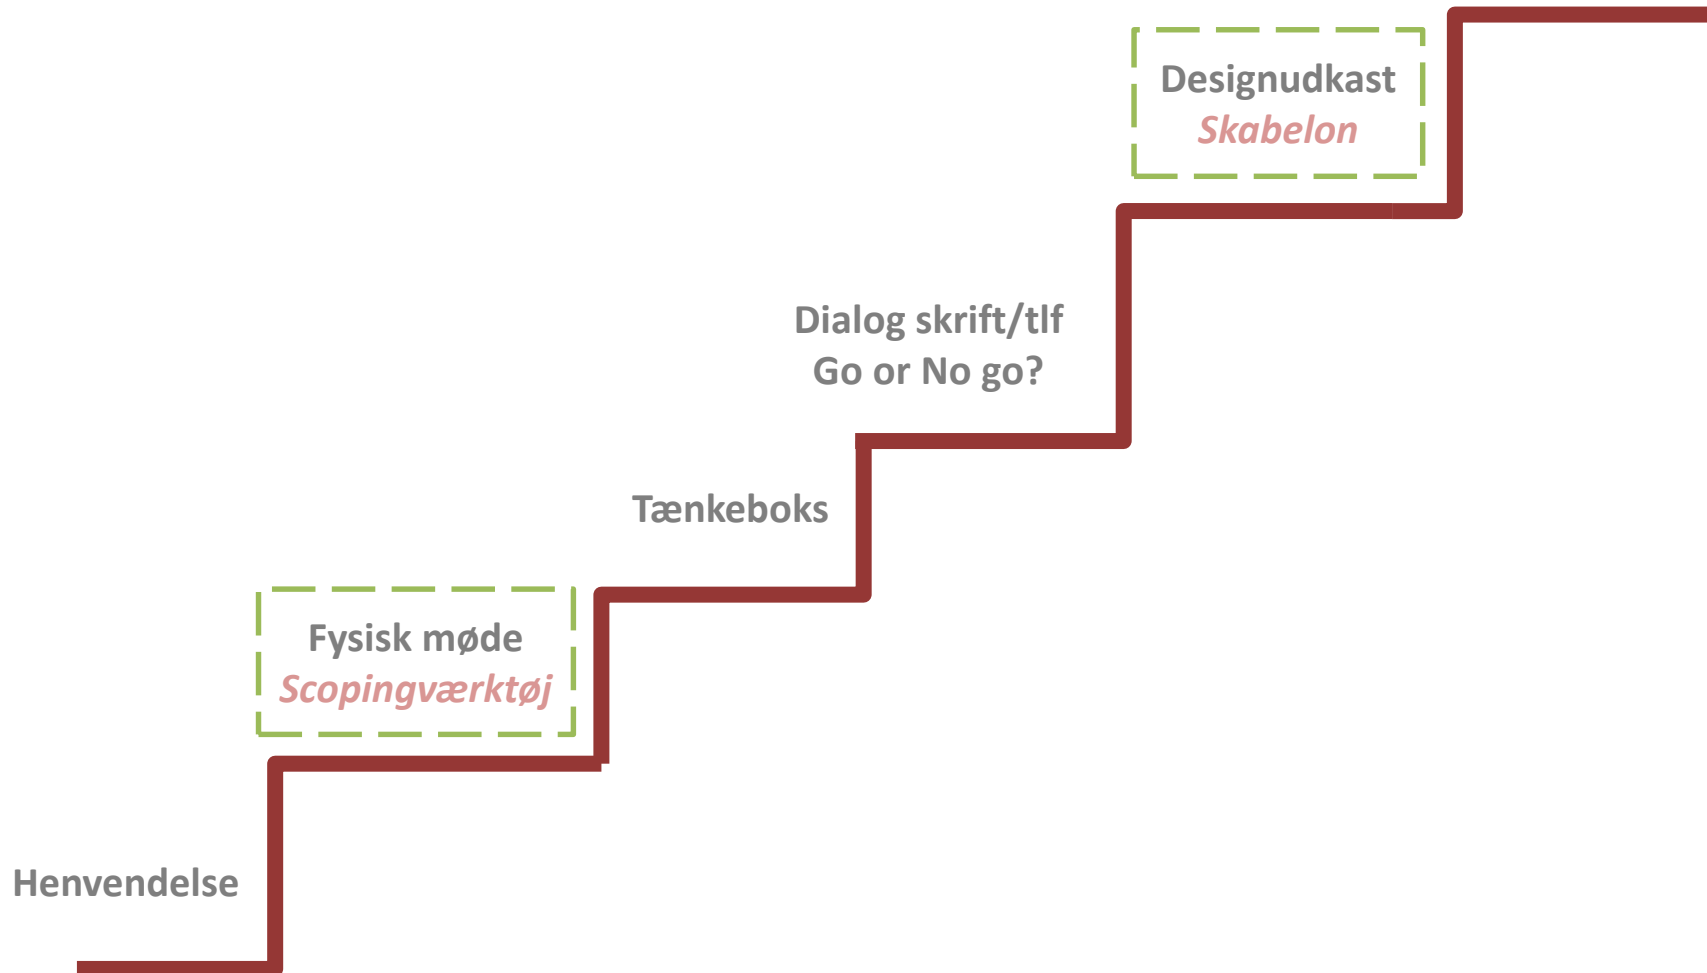 Designudkast
Skabelon
Dialog skrift/tlf
Go or No go?
Tænkeboks
Fysisk møde
Scopingværktøj
Henvendelse